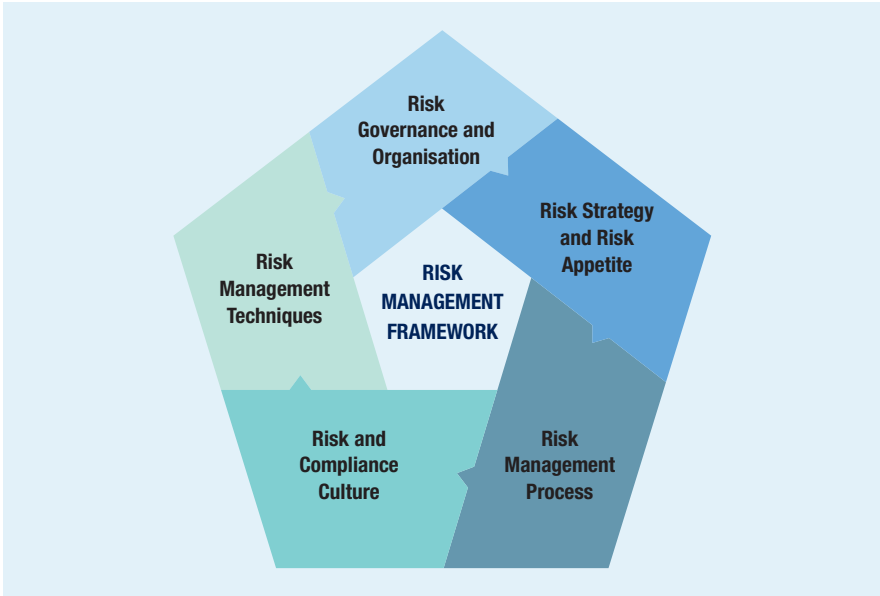 Risk
Governance and
Organisation
Risk Strategy
and Risk
Appetite
Risk
Management
Techniques
RISK
MANAGEMENT
FRAMEWORK
Risk and
Compliance
Culture
Risk
Management
Process